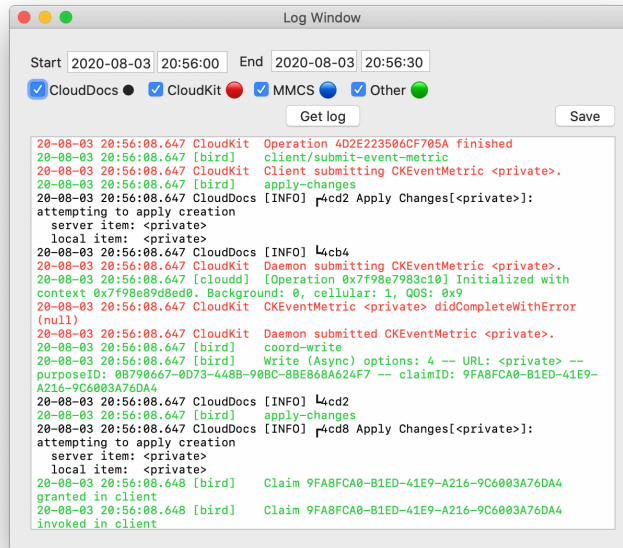 Log Window
Start 2020-08-03 20:56:00 End 2020-08-03 20:56:30
CloudDocs CloudKit MMCS Other
Get log Save
20-08-03 20:56:08.647 CloudKit Operation 4D2E223506CF705A finished
20-08-03 20:56:08.647 [bird] client/submit-event-metric
20-08-03 20:56:08.647 CloudKit Client submitting CKEventMetric <private>.
20-08-03 20:56:08.647 [bird] apply-changes
20-08-03 20:56:08.647 CloudDocs [INFO] ┏4cd2 Apply Changes[<private>]:
attempting to apply creation
server item: <private>
local item: <private>
20-08-03 20:56:08.647 CloudDocs [INFO] ┗4cb4
20-08-03 20:56:08.647 CloudKit Daemon submitting CKEventMetric <private>.
20-08-03 20:56:08.647 [cloudd] [Operation 0x7f98e7983c10] Initialized with
context 0x7f98e89d8ed0. Background: 0, cellular: 1, QOS: 0x9
20-08-03 20:56:08.647 CloudKit CKEventMetric <private> didCompleteWithError
(null)
20-08-03 20:56:08.647 CloudKit Daemon submitted CKEventMetric <private>.
20-08-03 20:56:08.647 [bird] coord-write
20-08-03 20:56:08.647 [bird] Write (Async) options: 4 -- URL: <private> --
purposeID: 0B790667-0D73-448B-90BC-8BE868A624F7 -- claimID: 9FA8FCA0-B1ED-41E9-
A216-9C6003A76DA4
20-08-03 20:56:08.647 CloudDocs [INFO] ┗4cd2
20-08-03 20:56:08.647 [bird] apply-changes
20-08-03 20:56:08.647 CloudDocs [INFO] ┏4cd8 Apply Changes[<private>]:
attempting to apply creation
server item: <private>
local item: <private>
20-08-03 20:56:08.648 [bird] Claim 9FA8FCA0-B1ED-41E9-A216-9C6003A76DA4
granted in client
20-08-03 20:56:08.648 [bird] Claim 9FA8FCA0-B1ED-41E9-A216-9C6003A76DA4
invoked in client